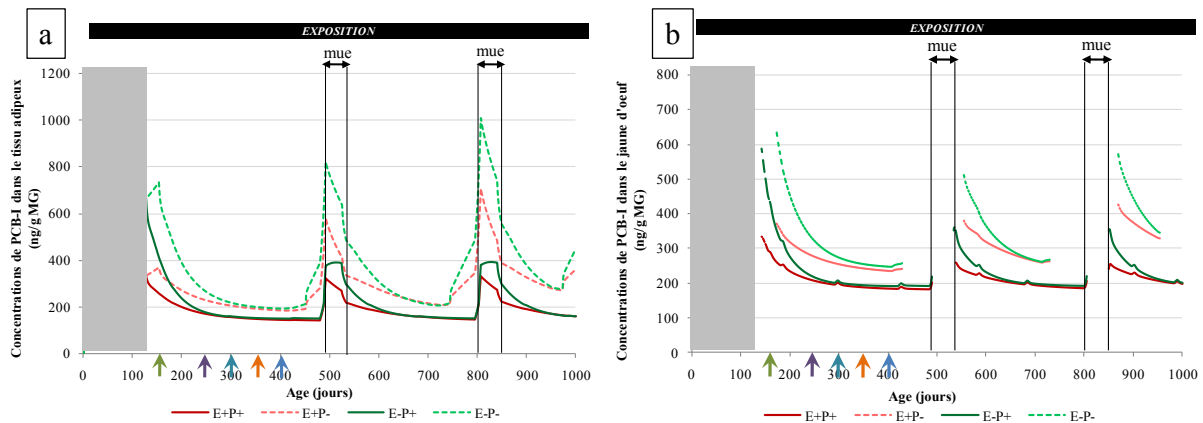 a
EXPOSITION
mue
mue
Concentrations de PCB-I dans le tissu adipeux
(ng/g MG)
1200
1000
800
600
400
200
0
0 100 200 300 400 500 600 700 800 900 1000
Age (jours)
E+P+ E+P- E-P+ E-P-
b
EXPOSITION
mue
mue
Concentrations de PCB-I dans le jaune d'oeuf
(ng/g MG)
800
700
600
500
400
300
200
100
0
0 100 200 300 400 500 600 700 800 900 1000
Age (jours)
E+P+ E+P- E-P+ E-P-